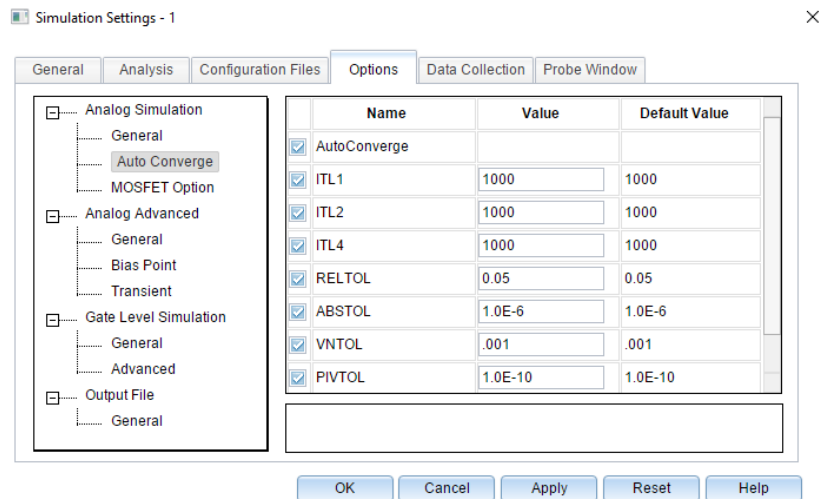 Simulation Settings - 1
General Analysis Configuration Files Options Data Collection Probe Window
Analog Simulation
General
Auto Converge
MOSFET Option
Analog Advanced
General
Bias Point
Transient
Gate Level Simulation
General
Advanced
Output File
General
Name Value Default Value
AutoConverge
ITL1 1000 1000
ITL2 1000 1000
ITL4 1000 1000
RELTOL 0.05 0.05
ABSTOL 1.0E-6 1.0E-6
VNTOL .001 .001
PIVTOL 1.0E-10 1.0E-10
OK Cancel Apply Reset Help